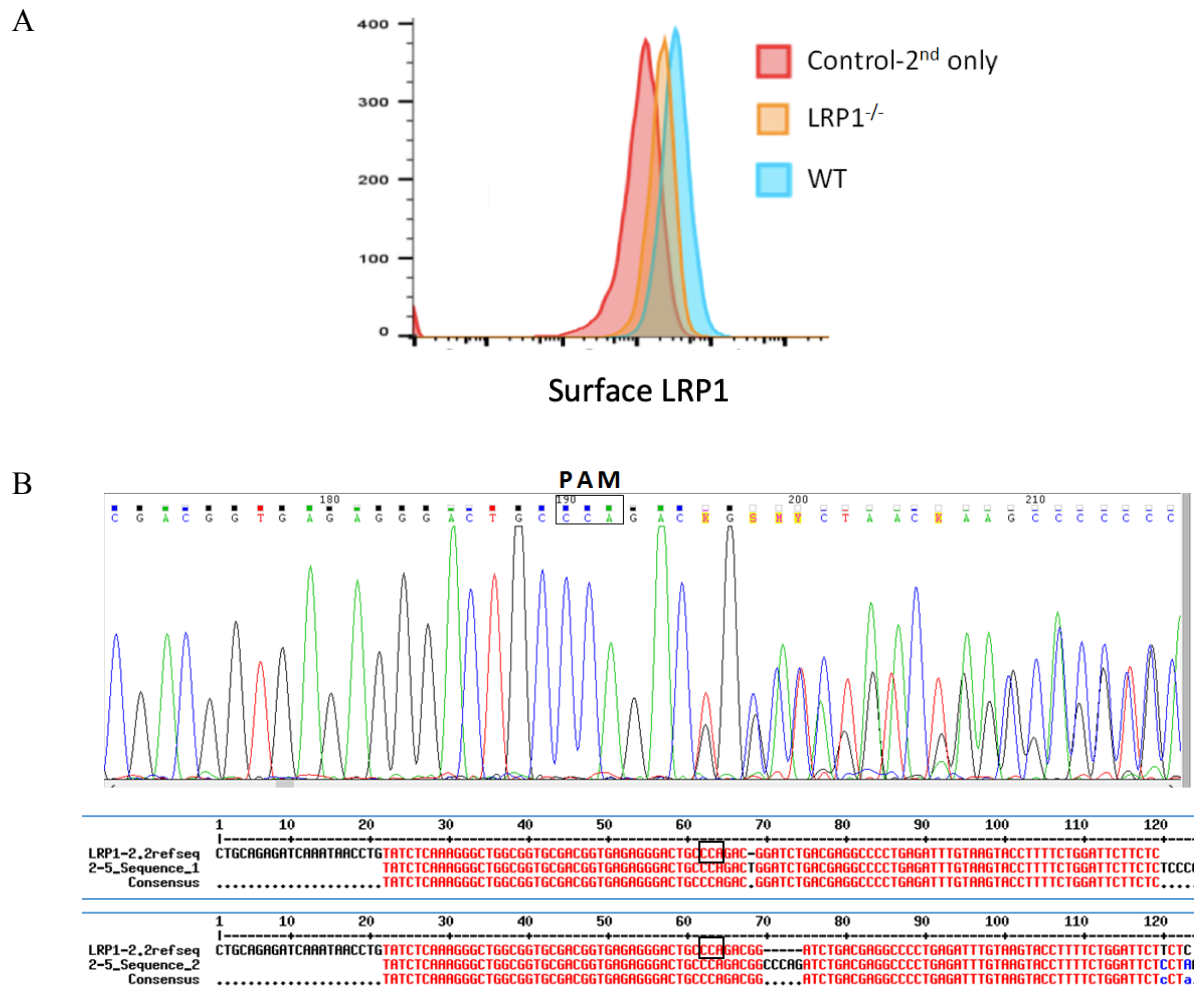 A
400
300
200
100
0
Control-2nd only
LRP1-/-
WT
Surface LRP1
B
PAM
180 190 200 210
C G A C G G T G A G A G G G A C T G C C C A G A C K G S M Y C T A A C K A A G C C C C C C C
1 10 20 30 40 50 60 70 80 90 100 110 120
LRP1-2.2refseq CTGCAGAGATCAAATAACCTGTATCTCAAAGGGCTGGCGGTGCGACGGTGAGAGGGACTGCCCAGAC-GGATCTGACGAGGCCCCTGAGATTTGTAAGTACCTTTTCTGGATTCTTCTC
2-5_Sequence_1 TATCTCAAAGGGCTGGCGGTGCGACGGTGAGAGGGACTGCCCAGACTGGATCTGACGAGGCCCCTGAGATTTGTAAGTACCTTTTCTGGATTCTTCTCTCCCC
Consensus .....................TATCTCAAAGGGCTGGCGGTGCGACGGTGAGAGGGACTGCCCAGAC.GGATCTGACGAGGCCCCTGAGATTTGTAAGTACCTTTTCTGGATTCTTCTC.....
1 10 20 30 40 50 60 70 80 90 100 110 120
LRP1-2.2refseq CTGCAGAGATCAAATAACCTGTATCTCAAAGGGCTGGCGGTGCGACGGTGAGAGGGACTGCCCAGACGG-----ATCTGACGAGGCCCCTGAGATTTGTAAGTACCTTTTCTGGATTCTTCTC
2-5_Sequence_2 TATCTCAAAGGGCTGGCGGTGCGACGGTGAGAGGGACTGCCCAGACGGCCCAGATCTGACGAGGCCCCTGAGATTTGTAAGTACCTTTTCTGGATTCTCCTA
Consensus .....................TATCTCAAAGGGCTGGCGGTGCGACGGTGAGAGGGACTGCCCAGACGG.....ATCTGACGAGGCCCCTGAGATTTGTAAGTACCTTTTCTGGATTCTcCTa